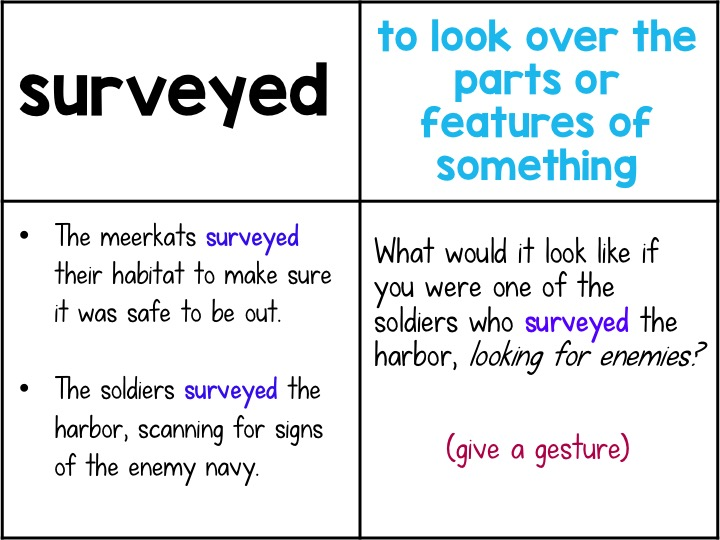 surveyed
to look over the
parts or
features of
something
• The meerkats surveyed
their habitat to make sure
it was safe to be out.
• The soldiers surveyed the
harbor, scanning for signs
of the enemy navy.
What would it look like if
you were one of the
soldiers who surveyed the
harbor, looking for enemies?
(give a gesture)